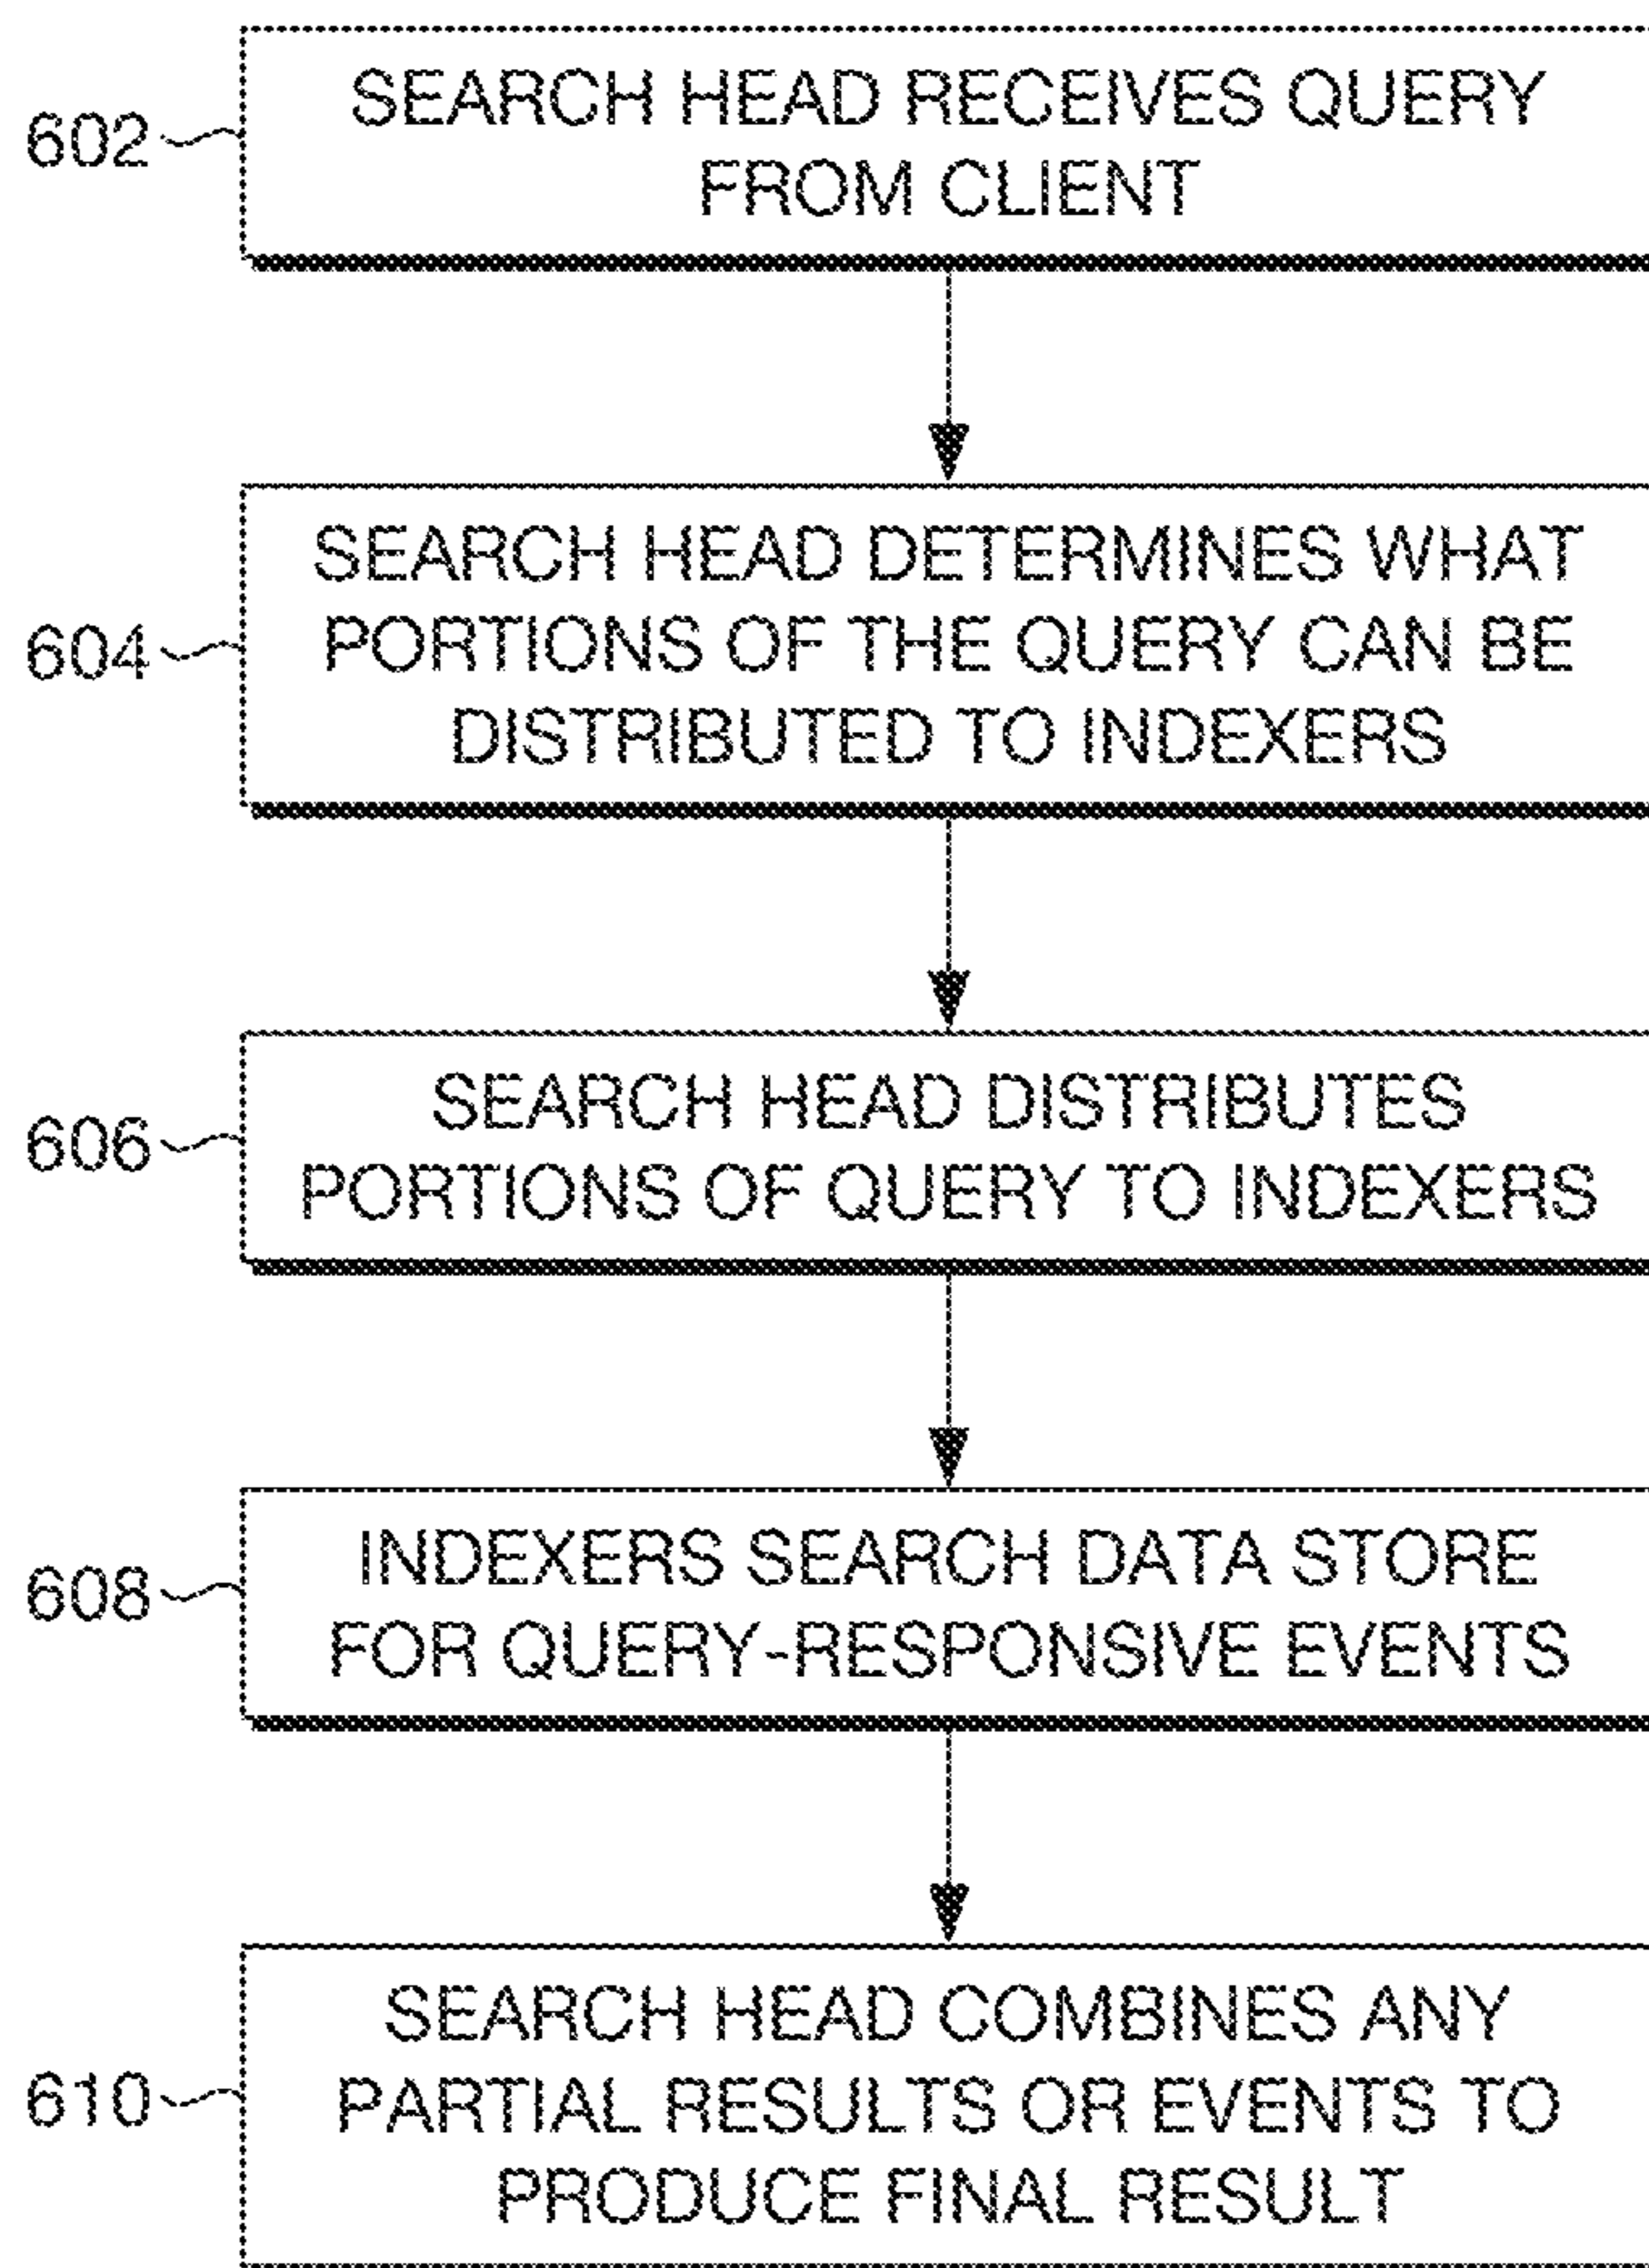 SEARCH HEAD RECEIVES QUERY
602
FROM CLIENT
SEARCH HEAD DETERMINES WHAT
604
PORTIONS OF THE QUERY CAN BE
DISTRIBUTED TO INDEXERS
SEARCH HEAD DISTRIBUTES
606
PORTIONS OF QUERY TO INDEXERS
INDEXERS SEARCH DATA STORE
608
FOR QUERY-RESPONSIVE EVENTS
SEARCH HEAD COMBINES ANY
610
PARTIAL RESULTS OR EVENTS TO
PRODUCE FINAL RESULT